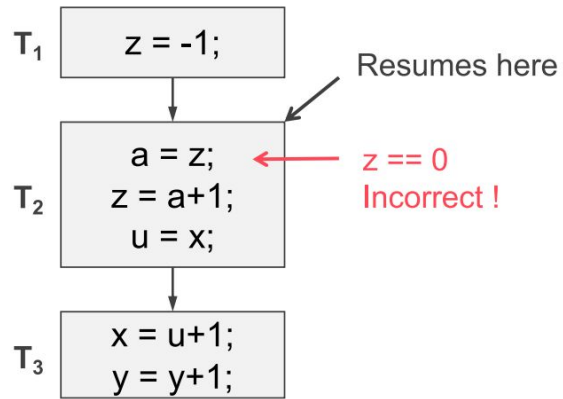 T₁
z = -1;
Resumes here
T₂
a = z;
z = a+1;
u = x;
z == 0
Incorrect !
T₃
x = u+1;
y = y+1;